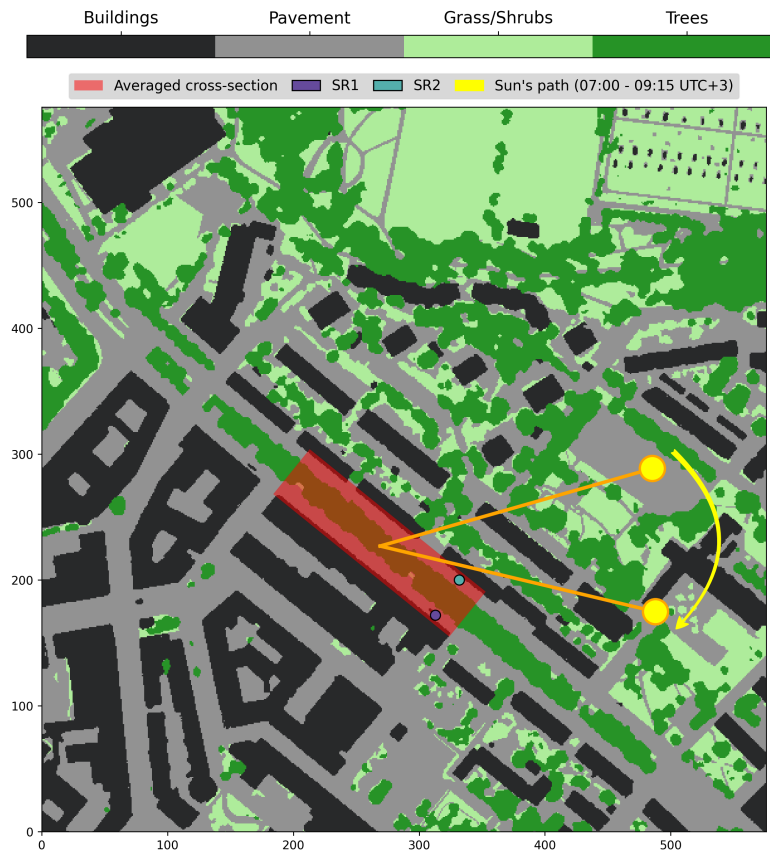 Buildings Pavement Grass/Shrubs Trees
Averaged cross-section SR1 SR2 Sun's path (07:00 - 09:15 UTC+3)
500
400
300
200
100
0
0 100 200 300 400 500